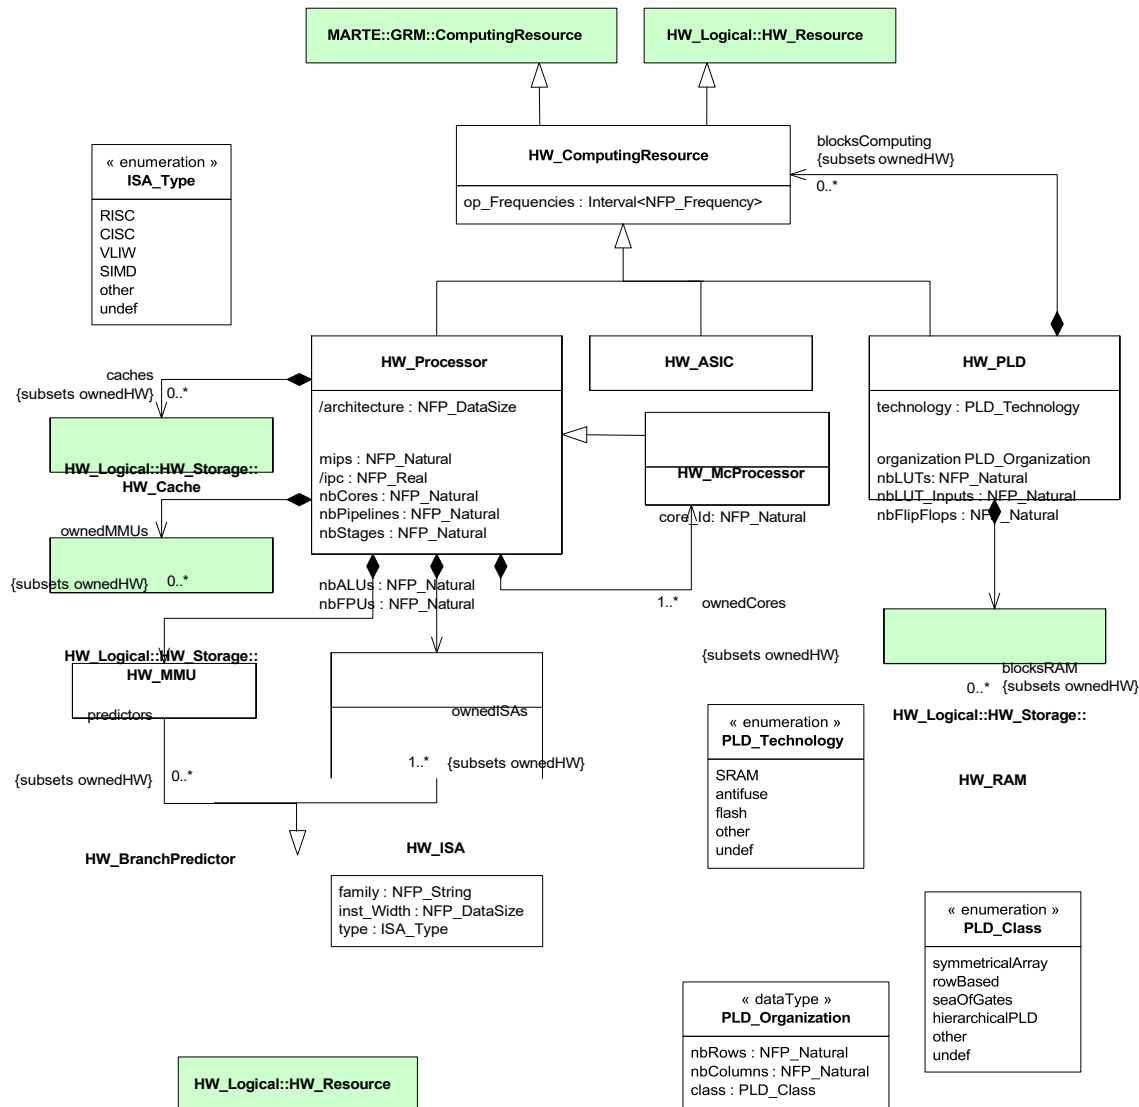 MARTE::GRM::ComputingResource
HW_Logical::HW_Resource
HW_ComputingResource
op_Frequencies : Interval<NFP_Frequency>
blocksComputing
{subsets ownedHW}
0..*
« enumeration »
ISA_Type
RISC
CISC
VLIW
SIMD
other
undef
HW_Processor
/architecture : NFP_DataSize
mips : NFP_Natural
/ipc : NFP_Real
nbCores : NFP_Natural
nbPipelines : NFP_Natural
nbStages : NFP_Natural
nbALUs : NFP_Natural
nbFPUs : NFP_Natural
HW_ASIC
HW_PLD
technology : PLD_Technology
organization PLD_Organization
nbLUTs: NFP_Natural
nbLUT_Inputs : NFP_Natural
nbFlipFlops : NFP_Natural
caches
{subsets ownedHW}
0..*
HW_Logical::HW_Storage::
HW_Cache
HW_McProcessor
core_Id: NFP_Natural
ownedMMUs
{subsets ownedHW}
0..*
1..*
ownedCores
{subsets ownedHW}
HW_Logical::HW_Storage::
HW_MMU
predictors
{subsets ownedHW}
0..*
ownedISAs
1..*
{subsets ownedHW}
blocksRAM
0..*
{subsets ownedHW}
HW_Logical::HW_Storage::
HW_RAM
« enumeration »
PLD_Technology
SRAM
antifuse
flash
other
undef
HW_BranchPredictor
HW_ISA
family : NFP_String
inst_Width : NFP_DataSize
type : ISA_Type
« enumeration »
PLD_Class
symmetricalArray
rowBased
seaOfGates
hierarchicalPLD
other
undef
« dataType »
PLD_Organization
nbRows : NFP_Natural
nbColumns : NFP_Natural
class : PLD_Class
HW_Logical::HW_Resource